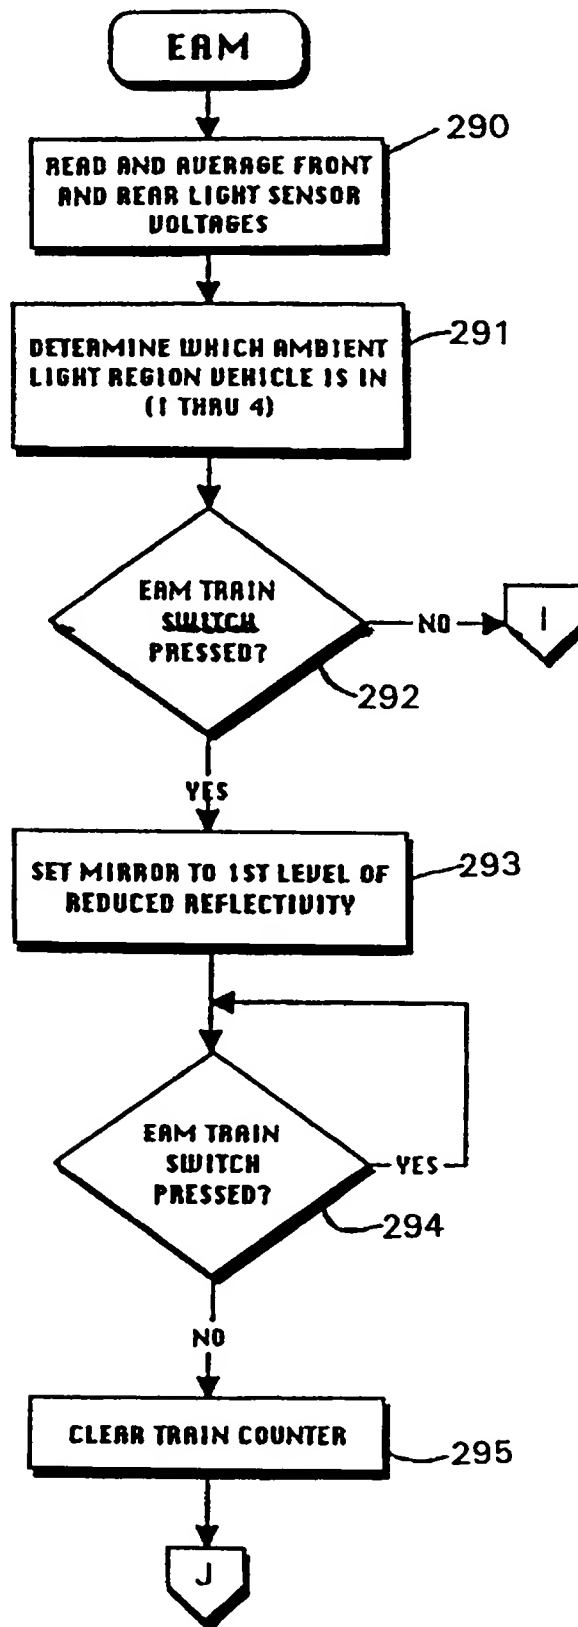 EAM
290
READ AND AVERAGE FRONT
AND REAR LIGHT SENSOR
VOLTAGES
291
DETERMINE WHICH AMBIENT
LIGHT REGION VEHICLE IS IN
(1 THRU 4)
EAM TRAIN
SWITCH
PRESSED?
NO
I
292
YES
SET MIRROR TO 1ST LEVEL OF
REDUCED REFLECTIVITY
293
EAM TRAIN
SWITCH
PRESSED?
YES
294
NO
CLEAR TRAIN COUNTER
295
J